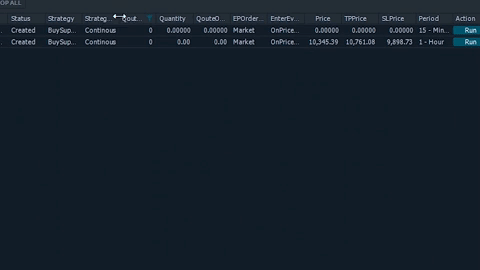 OP ALL
Status Strategy Strateg... Qout... Quantity QouteO... EPOrder... EnterEv... Price TPPrice SLPrice Period Action
Created BuySup... Continous 0 0.00000 0.00000 Market OnPrice... 0.00000 0.00000 0.00000 15 - Min... Run
Created BuySup... Continous 0 0.00 0.00 Market OnPrice... 10,345.39 10,761.08 9,898.73 1 - Hour Run